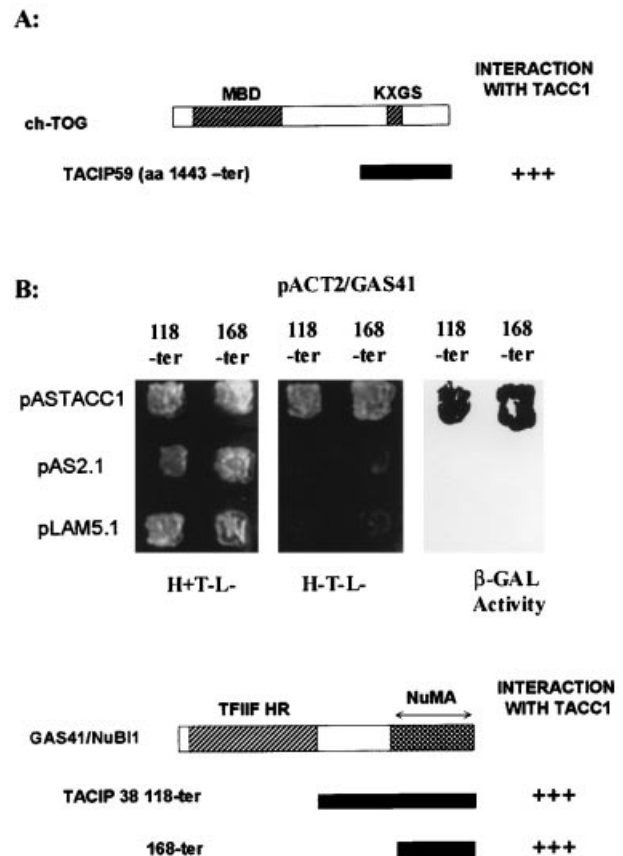 A:
INTERACTION
WITH TACC1
MBD KXGS
ch-TOG
TACIP59 (aa 1443 –ter) +++
B: pACT2/GAS41
118 168 118 168 118 168
-ter -ter -ter -ter -ter -ter
pASTACC1
pAS2.1
pLAM5.1
H+T-L- H-T-L- β-GAL
Activity
INTERACTION
WITH TACC1
TFIIF HR NuMA
GAS41/NuBI1
TACIP 38 118-ter +++
168-ter +++